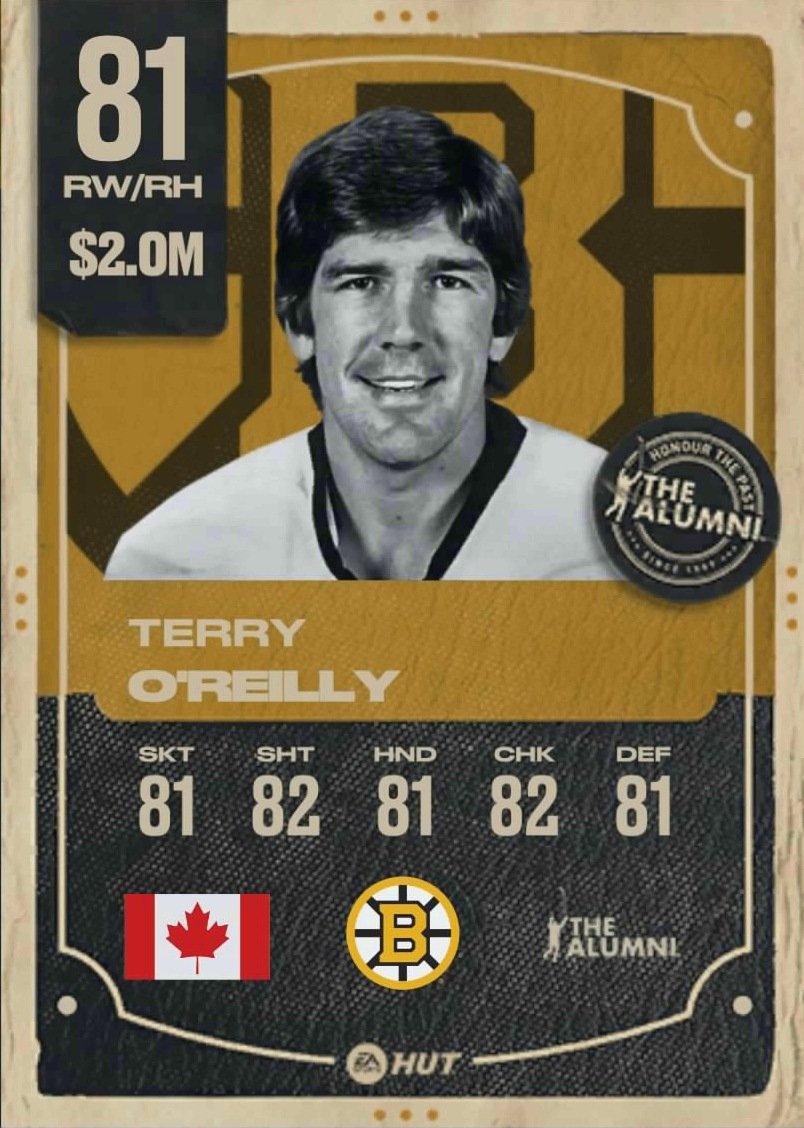 81
RW/RH
$2.0M
HONOUR THE PAST
THE
ALUMNI
TERRY
O'REILLY
SKT SHT HND CHK DEF
81 82 81 82 81
B
THE
ALUMNI
EA
HUT